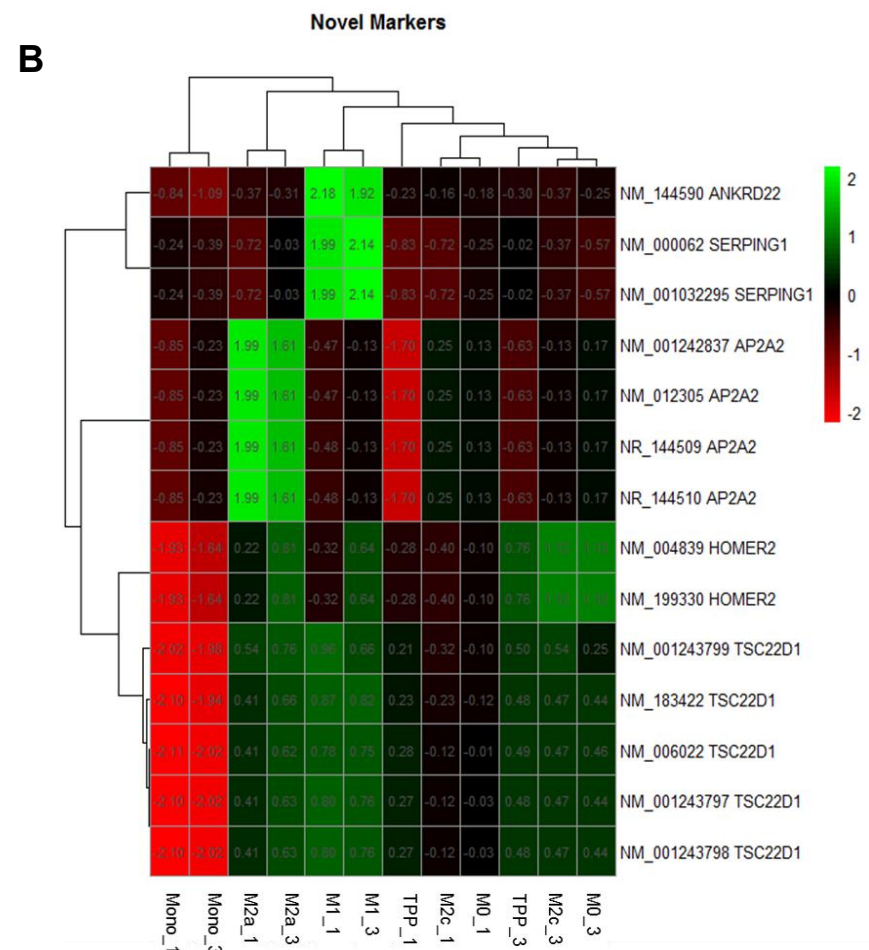 Novel Markers
B
-0.84 -1.09 -0.37 -0.31 2.18 1.92 -0.23 -0.16 -0.18 -0.30 -0.37 -0.25 NM_144590 ANKRD22
-0.24 -0.39 -0.72 -0.03 1.99 2.14 -0.83 -0.72 -0.25 -0.02 -0.37 -0.57 NM_000062 SERPING1
-0.24 -0.39 -0.72 -0.03 1.99 2.14 -0.83 -0.72 -0.25 -0.02 -0.37 -0.57 NM_001032295 SERPING1
-0.85 -0.23 1.99 1.61 -0.47 -0.13 -1.70 0.25 0.13 -0.63 -0.13 0.17 NM_001242837 AP2A2
-0.85 -0.23 1.99 1.61 -0.47 -0.13 -1.70 0.25 0.13 -0.63 -0.13 0.17 NM_012305 AP2A2
-0.85 -0.23 1.99 1.61 -0.48 -0.13 -1.70 0.25 0.13 -0.63 -0.13 0.17 NR_144509 AP2A2
-0.85 -0.23 1.99 1.61 -0.48 -0.13 -1.70 0.25 0.13 -0.63 -0.13 0.17 NR_144510 AP2A2
-1.93 -1.64 0.22 0.81 -0.32 0.64 -0.28 -0.40 -0.10 0.76 NM_004839 HOMER2
-1.93 -1.64 0.22 0.81 -0.32 0.64 -0.28 -0.40 -0.10 0.76 NM_199330 HOMER2
-2.02 -1.98 0.54 0.76 0.96 0.66 0.21 -0.32 -0.10 0.50 0.54 0.25 NM_001243799 TSC22D1
-2.10 -1.94 0.41 0.66 0.87 0.82 0.23 -0.23 -0.12 0.48 0.47 0.44 NM_183422 TSC22D1
-2.11 -2.02 0.41 0.62 0.78 0.75 0.28 -0.12 -0.01 0.49 0.47 0.46 NM_006022 TSC22D1
-2.10 -2.02 0.41 0.63 0.80 0.76 0.27 -0.12 -0.03 0.48 0.47 0.44 NM_001243797 TSC22D1
-2.10 -2.02 0.41 0.63 0.80 0.76 0.27 -0.12 -0.03 0.48 0.47 0.44 NM_001243798 TSC22D1
2
1
0
-1
-2
Mono_1
Mono_3
M2a_1
M2a_3
M1_1
M1_3
TPP_1
M2c_1
M0_1
TPP_3
M2c_3
M0_3